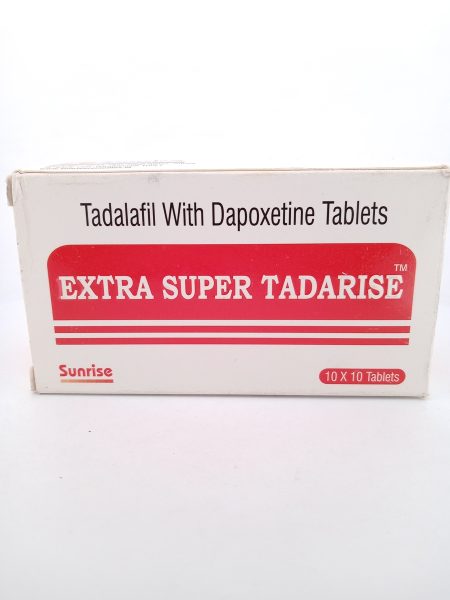 Tadalafil With Dapoxetine Tablets
EXTRA SUPER TADARISE™
Sunrise
10 X 10 Tablets